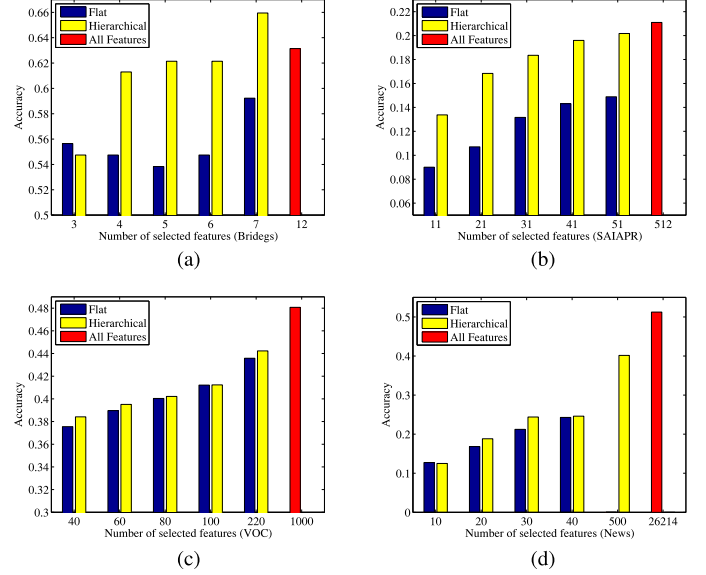 0.66
0.64
0.62
0.6
0.58
0.56
0.54
0.52
0.5
Accuracy
Flat
Hierarchical
All Features
3 4 5 6 7 12
Number of selected features (Bridegs)
(a)
0.22
0.2
0.18
0.16
0.14
0.12
0.1
0.08
0.06
Accuracy
Flat
Hierarchical
All Features
11 21 31 41 51 512
Number of selected features (SAIAPR)
(b)
0.48
0.46
0.44
0.42
0.4
0.38
0.36
0.34
0.32
0.3
Accuracy
Flat
Hierarchical
All Features
40 60 80 100 220 1000
Number of selected features (VOC)
(c)
0.5
0.4
0.3
0.2
0.1
0
Accuracy
Flat
Hierarchical
All Features
10 20 30 40 500 26214
Number of selected features (News)
(d)